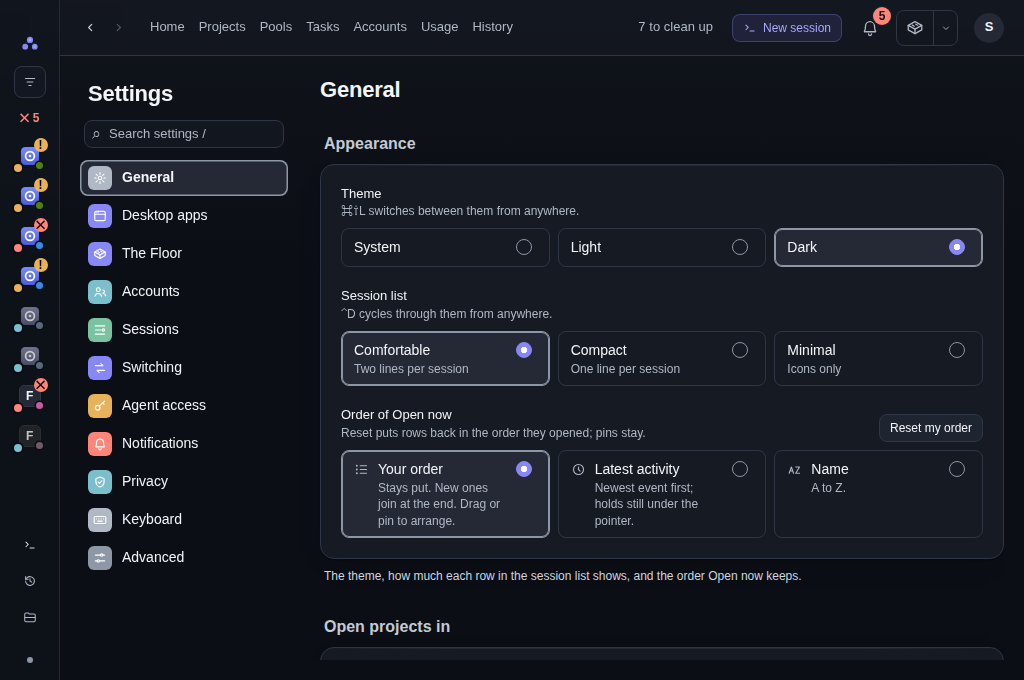 Home Projects Pools Tasks Accounts Usage History
7 to clean up
New session
5
S
5
!
!
!
F
F
Settings
Search settings /
General
Desktop apps
The Floor
Accounts
Sessions
Switching
Agent access
Notifications
Privacy
Keyboard
Advanced
General
Appearance
Theme
⌘⇧L switches between them from anywhere.
System
Light
Dark
Session list
^D cycles through them from anywhere.
Comfortable
Two lines per session
Compact
One line per session
Minimal
Icons only
Order of Open now
Reset puts rows back in the order they opened; pins stay.
Reset my order
Your order
Stays put. New ones
join at the end. Drag or
pin to arrange.
Latest activity
Newest event first;
holds still under the
pointer.
AZ
Name
A to Z.
The theme, how much each row in the session list shows, and the order Open now keeps.
Open projects in